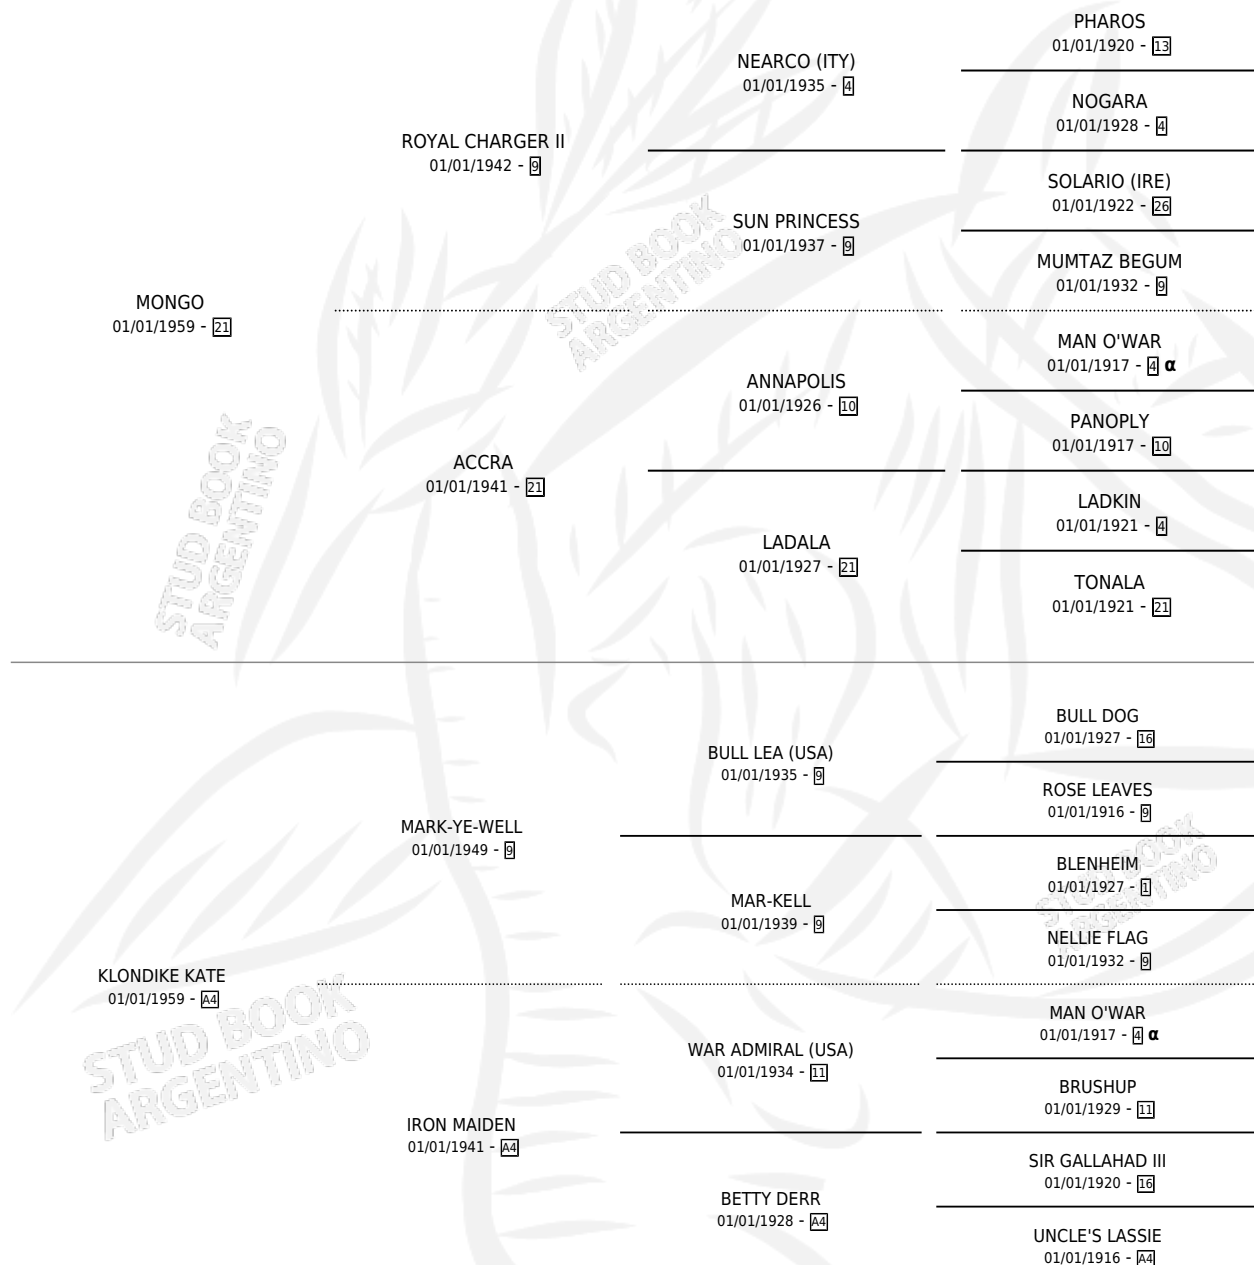 PHAROS
01/01/1920 - 13
NEARCO (ITY)
01/01/1935 - 4
NOGARA
01/01/1928 - 4
ROYAL CHARGER II
01/01/1942 - 9
SOLARIO (IRE)
01/01/1922 - 26
SUN PRINCESS
01/01/1937 - 9
MUMTAZ BEGUM
01/01/1932 - 9
MONGO
01/01/1959 - 21
MAN O'WAR
01/01/1917 - 4 α
ANNAPOLIS
01/01/1926 - 10
PANOPLY
01/01/1917 - 10
ACCRA
01/01/1941 - 21
LADKIN
01/01/1921 - 4
LADALA
01/01/1927 - 21
TONALA
01/01/1921 - 21
BULL DOG
01/01/1927 - 16
BULL LEA (USA)
01/01/1935 - 9
ROSE LEAVES
01/01/1916 - 9
MARK-YE-WELL
01/01/1949 - 9
BLENHEIM
01/01/1927 - 1
MAR-KELL
01/01/1939 - 9
NELLIE FLAG
01/01/1932 - 9
KLONDIKE KATE
01/01/1959 - A4
MAN O'WAR
01/01/1917 - 4 α
WAR ADMIRAL (USA)
01/01/1934 - 11
BRUSHUP
01/01/1929 - 11
IRON MAIDEN
01/01/1941 - A4
SIR GALLAHAD III
01/01/1920 - 16
BETTY DERR
01/01/1928 - A4
UNCLE'S LASSIE
01/01/1916 - A4
STUD BOOK
ARGENTINO
STUD BOOK
ARGENTINO
STUD BOOK
ARGENTINO
STUD BOOK
ARGENTINO